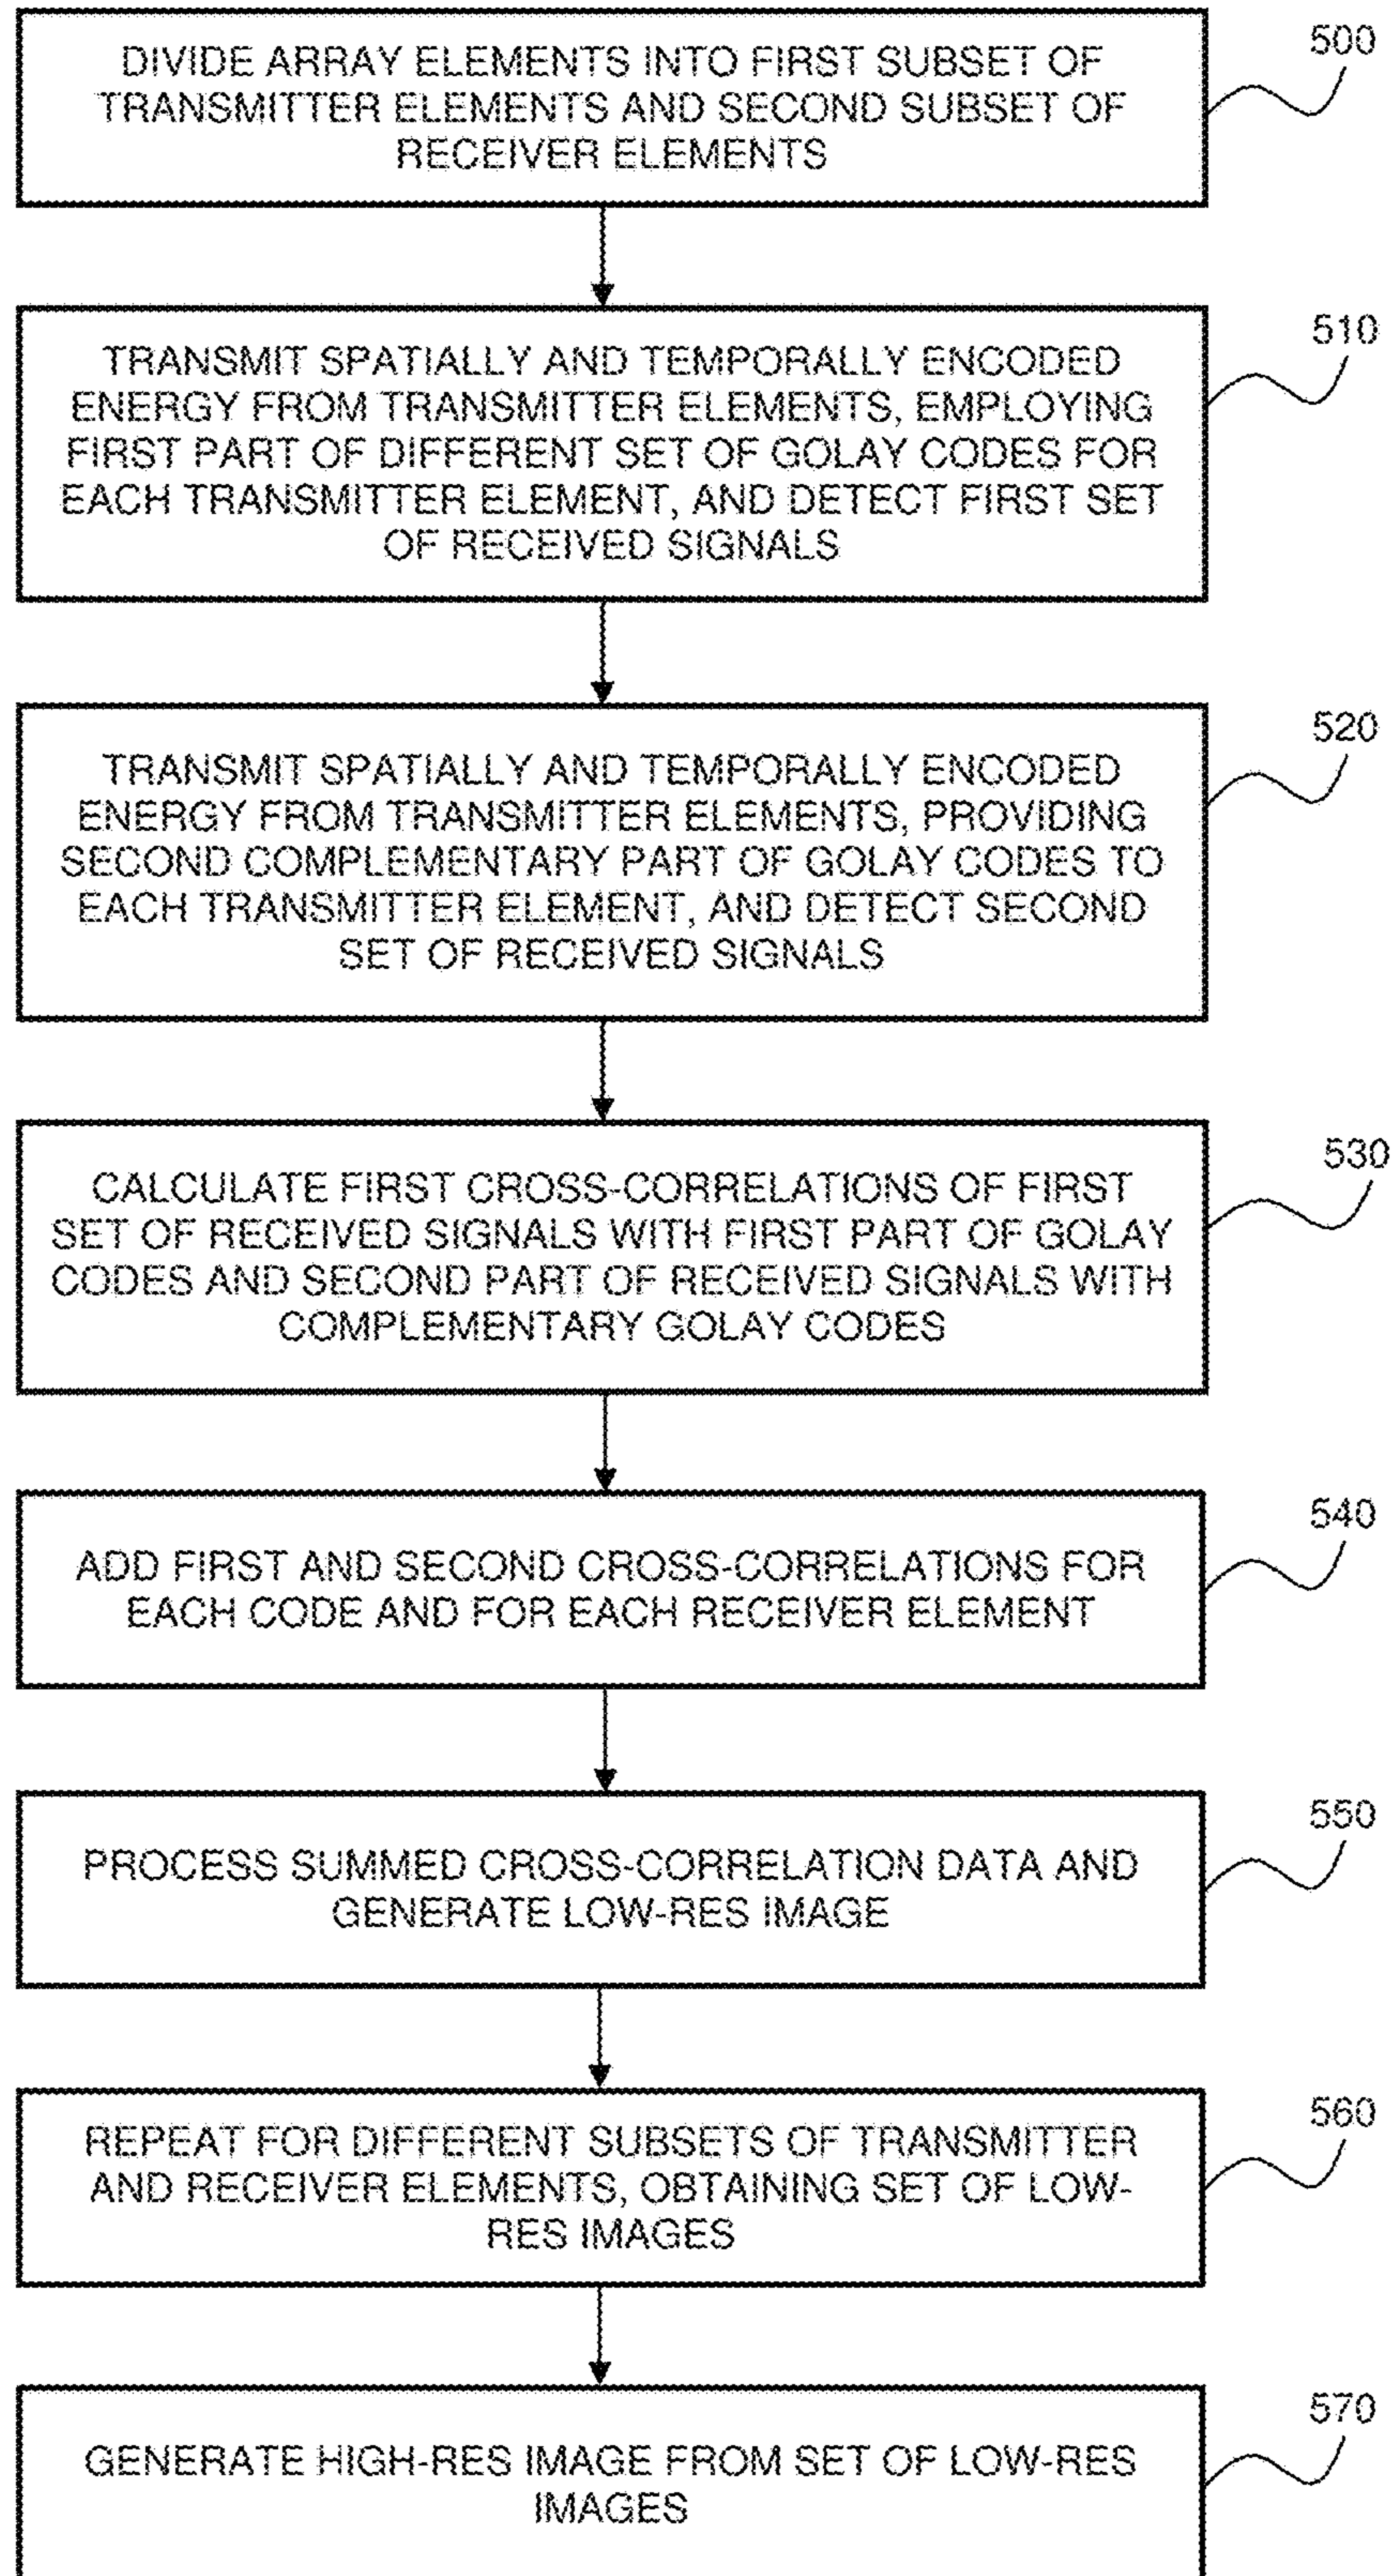 DIVIDE ARRAY ELEMENTS INTO FIRST SUBSET OF
TRANSMITTER ELEMENTS AND SECOND SUBSET OF
RECEIVER ELEMENTS
500
TRANSMIT SPATIALLY AND TEMPORALLY ENCODED
ENERGY FROM TRANSMITTER ELEMENTS, EMPLOYING
FIRST PART OF DIFFERENT SET OF GOLAY CODES FOR
EACH TRANSMITTER ELEMENT, AND DETECT FIRST SET
OF RECEIVED SIGNALS
510
TRANSMIT SPATIALLY AND TEMPORALLY ENCODED
ENERGY FROM TRANSMITTER ELEMENTS, PROVIDING
SECOND COMPLEMENTARY PART OF GOLAY CODES TO
EACH TRANSMITTER ELEMENT, AND DETECT SECOND
SET OF RECEIVED SIGNALS
520
CALCULATE FIRST CROSS-CORRELATIONS OF FIRST
SET OF RECEIVED SIGNALS WITH FIRST PART OF GOLAY
CODES AND SECOND PART OF RECEIVED SIGNALS WITH
COMPLEMENTARY GOLAY CODES
530
ADD FIRST AND SECOND CROSS-CORRELATIONS FOR
EACH CODE AND FOR EACH RECEIVER ELEMENT
540
PROCESS SUMMED CROSS-CORRELATION DATA AND
GENERATE LOW-RES IMAGE
550
REPEAT FOR DIFFERENT SUBSETS OF TRANSMITTER
AND RECEIVER ELEMENTS, OBTAINING SET OF LOW-
RES IMAGES
560
GENERATE HIGH-RES IMAGE FROM SET OF LOW-RES
IMAGES
570